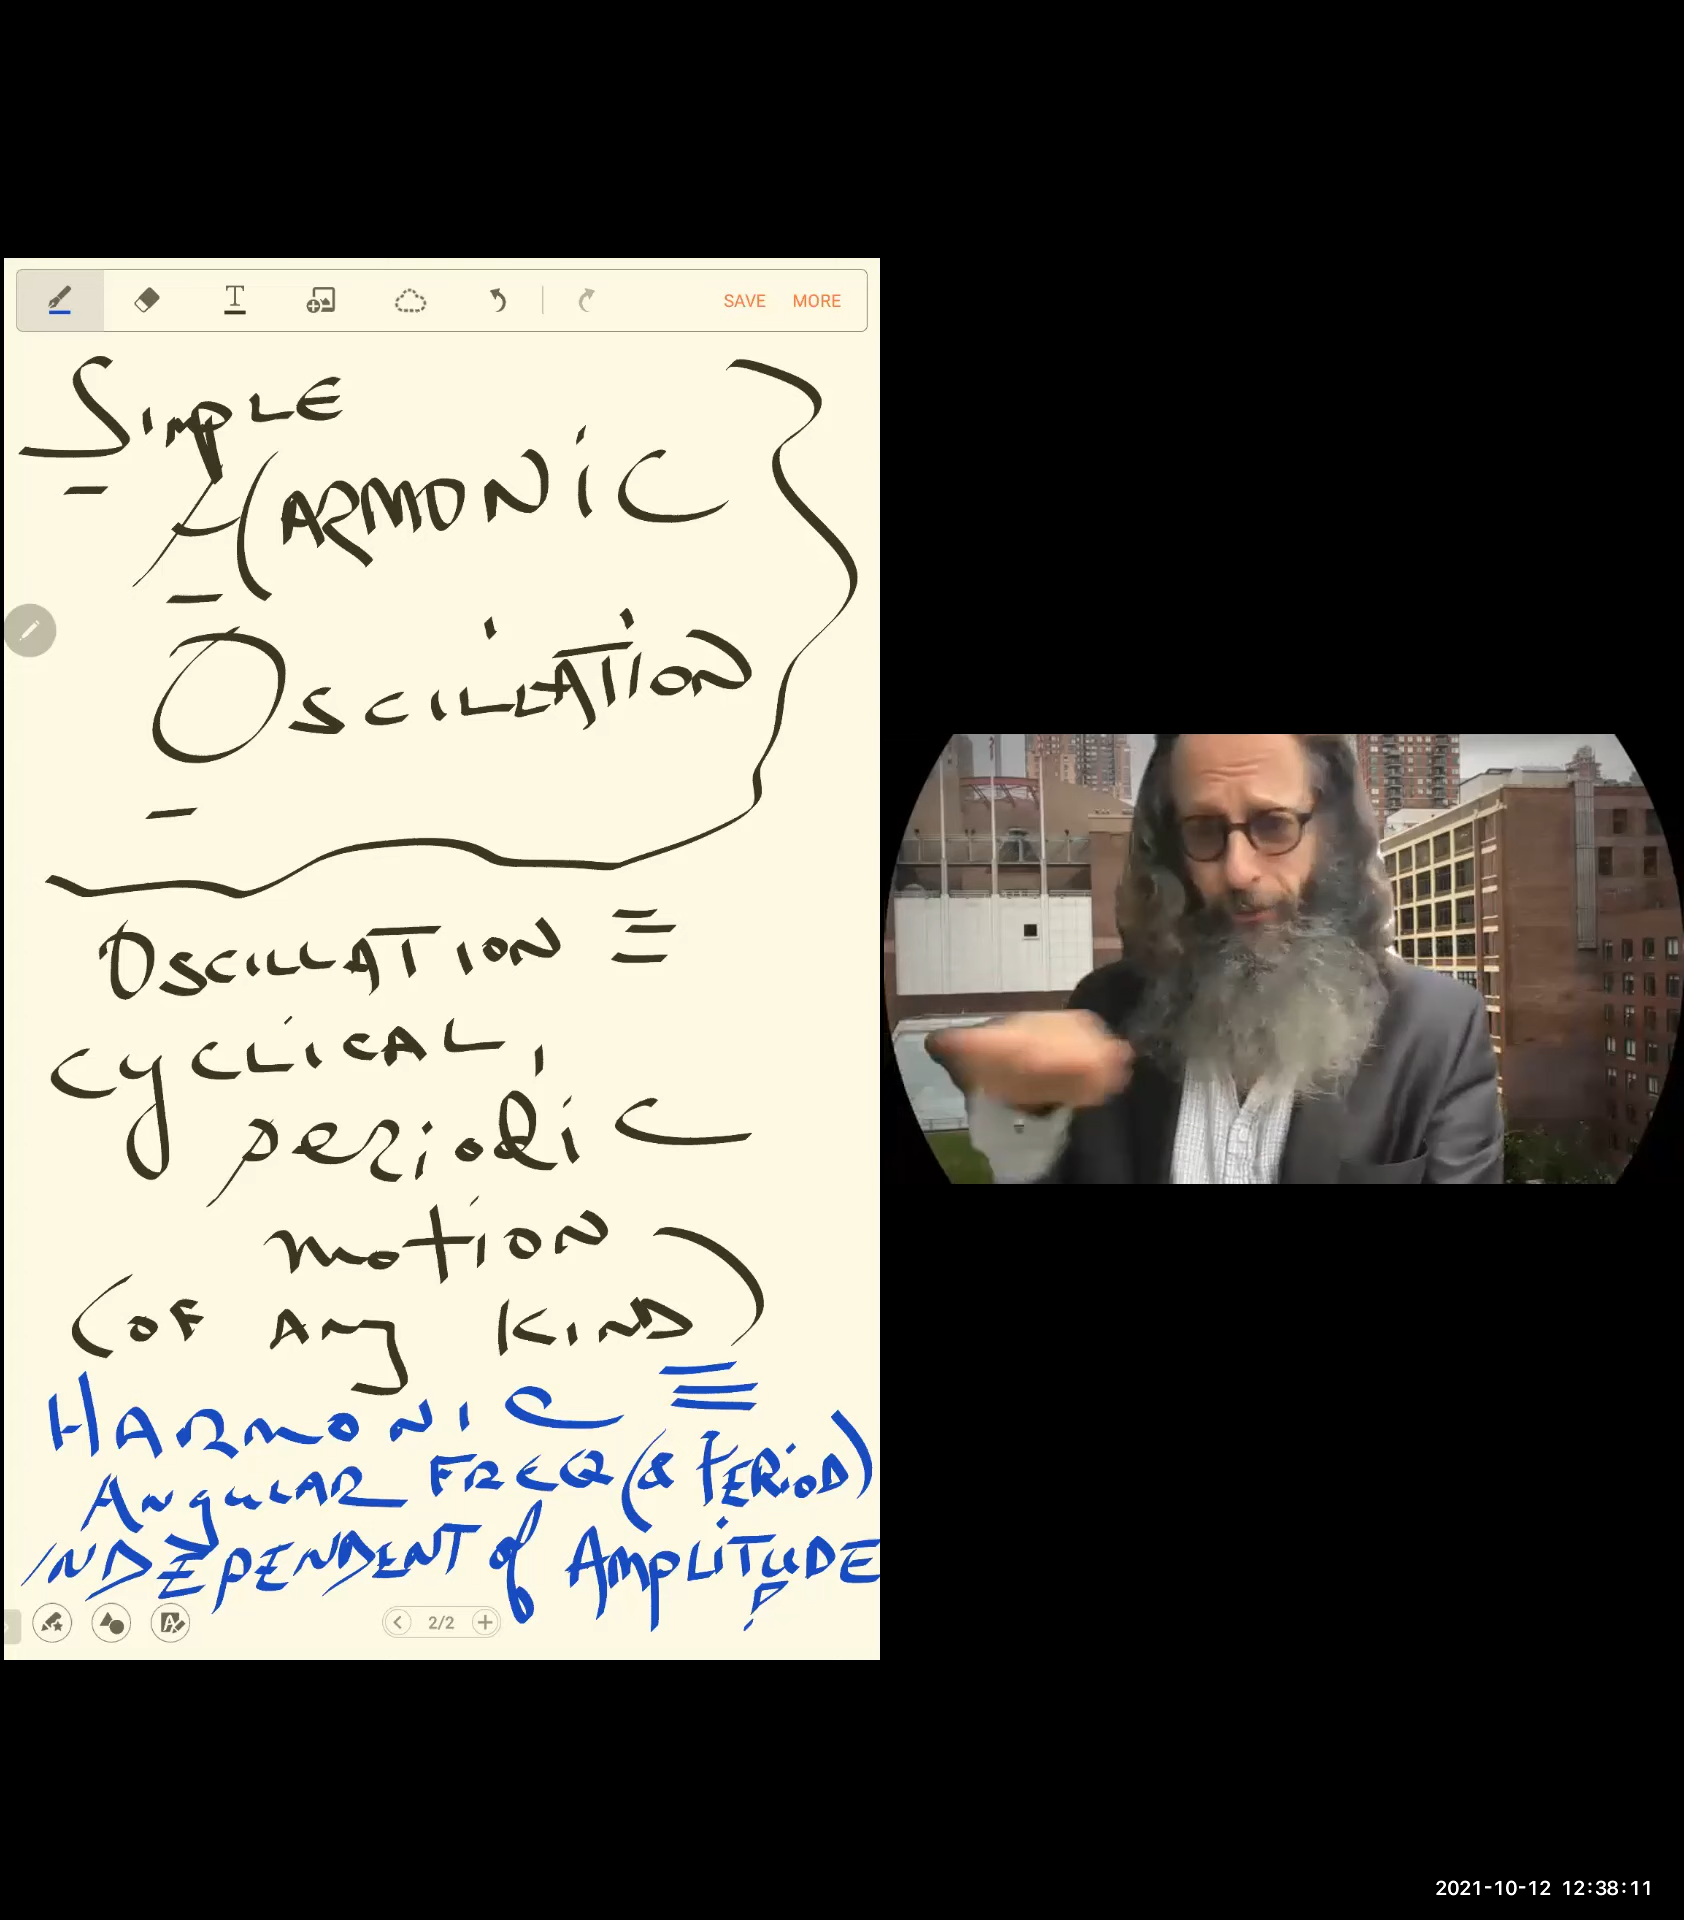 SAVE MORE
SIMPLE
HARMONIC
OSCILLATION
OSCILLATION ≡
CYCLICAL,
periodic
motion
(OF ANY KIND)
HARMONIC ≡
ANGULAR FREQ (& PERIOD)
INDEPENDENT of AMPLITUDE
2/2
2021-10-12 12:38:11